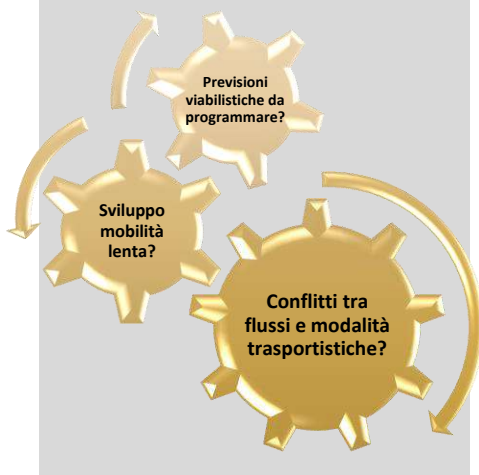 Previsioni
viabilistiche da
programmare?
Sviluppo
mobilità
lenta?
Conflitti tra
flussi e modalità
trasportistiche?